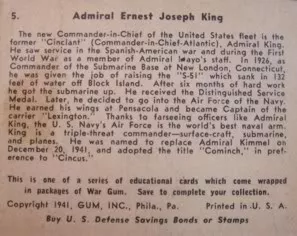 5. Admiral Ernest Joseph King
The new Commander-in-Chief of the United States fleet is the
former "Cinclant" (Commander-in-Chief-Atlantic), Admiral King.
He saw service in the Spanish-American war and during the First
World War as a member of Admiral Mayo's staff. In 1926, as
Commander of the Submarine Base at New London, Connecticut,
he was given the job of raising the "S-51" which sank in 132
feet of water off Block Island. After six months of hard work
he got the submarine up. He received the Distinguished Service
Medal. Later, he decided to go into the Air Force of the Navy.
He earned his wings at Pensacola and became Captain of the
carrier "Lexington." Thanks to farseeing officers like Admiral
King, the U. S. Navy's Air Force is the world's best naval arm.
King is a triple-threat commander—surface-craft, submarine,
and planes. He was named to replace Admiral Kimmel on
December 20, 1941, and adopted the title "Cominch," in pref-
erence to "Cincus."
This is one of a series of educational cards which come wrapped
in packages of War Gum. Save to complete your collection.
Copyright 1941, GUM, INC., Phila., Pa. Printed in U. S. A.
Buy U. S. Defense Savings Bonds or Stamps